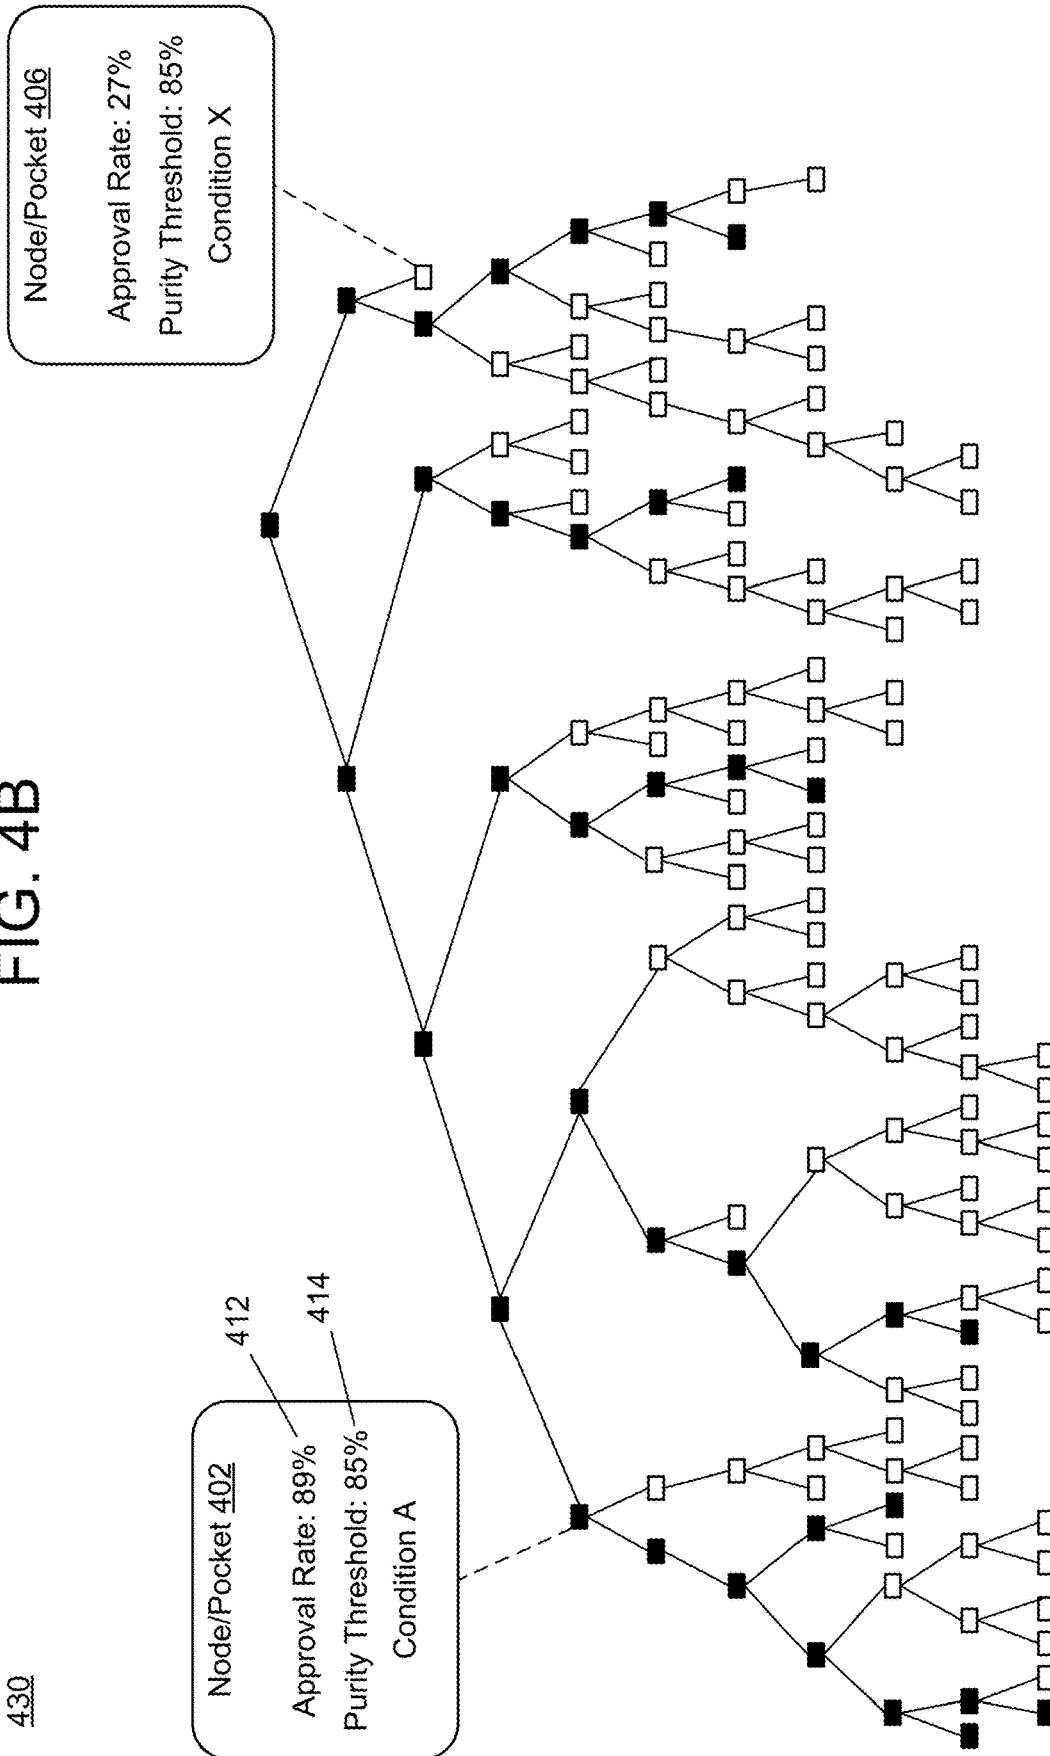 430
FIG. 4B
Node/Pocket 402
Approval Rate: 89%
Purity Threshold: 85%
Condition A
412
414
Node/Pocket 406
Approval Rate: 27%
Purity Threshold: 85%
Condition X